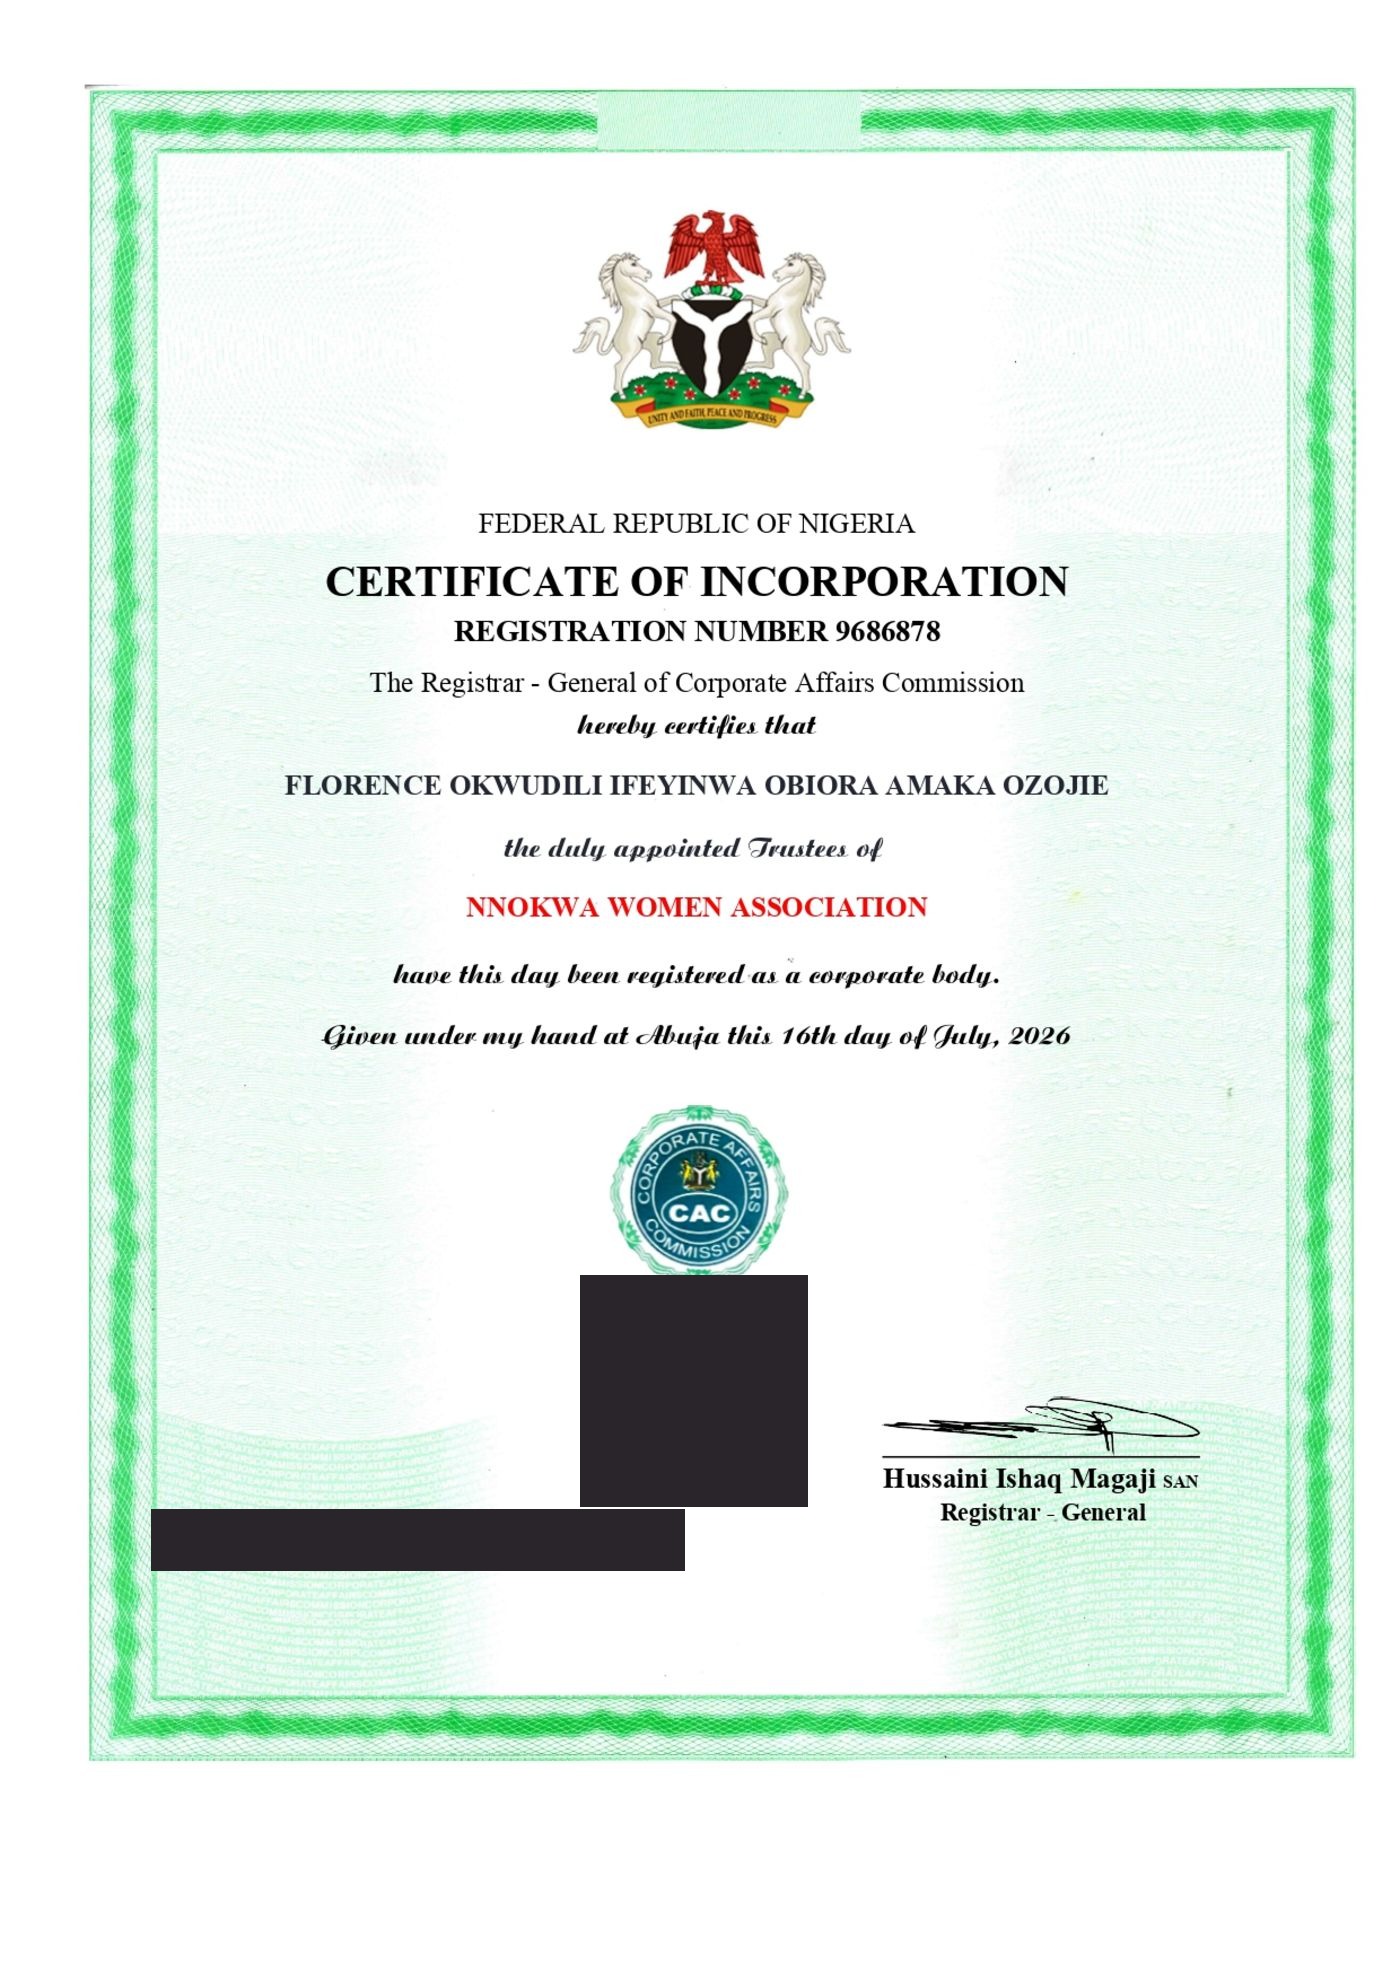 UNITY AND FAITH, PEACE AND PROGRESS
FEDERAL REPUBLIC OF NIGERIA
CERTIFICATE OF INCORPORATION
REGISTRATION NUMBER 9686878
The Registrar - General of Corporate Affairs Commission
hereby certifies that
FLORENCE OKWUDILI IFEYINWA OBIORA AMAKA OZOJIE
the duly appointed Trustees of
NNOKWA WOMEN ASSOCIATION
have this day been registered as a corporate body.
Given under my hand at Abuja this 16th day of July, 2026
CORPORATE AFFAIRS
CAC
COMMISSION
Hussaini Ishaq Magaji SAN
Registrar - General